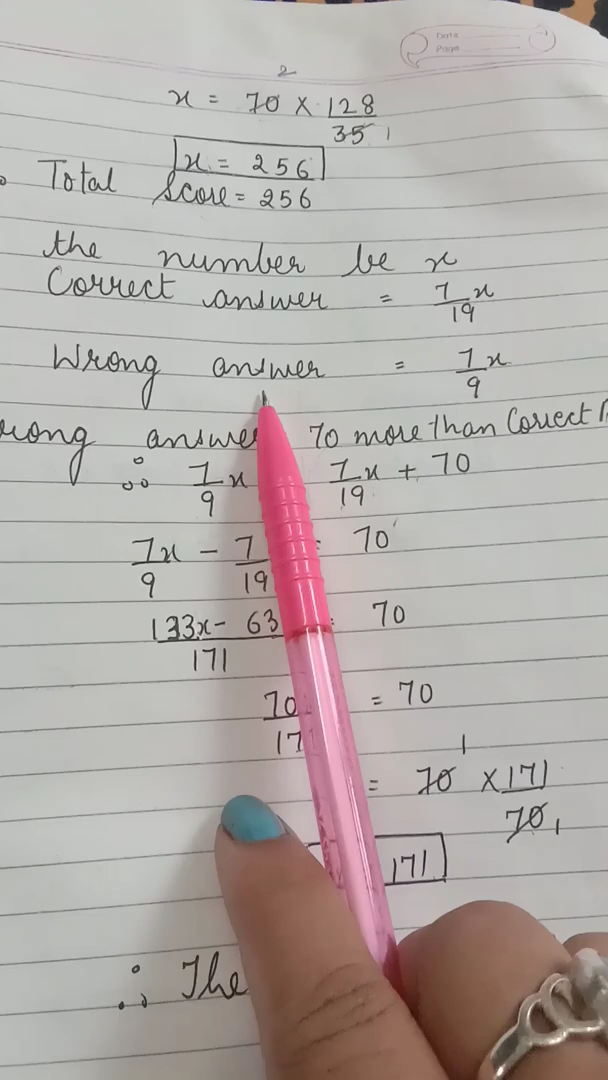 Date
Page
2
x = 70 × 128/35 1
x = 256
Total Score = 256
the number be x
Correct answer = 7/19 x
Wrong answer = 7/9 x
rong answer 70 more than Correct
∴ 7/9 x 7/19 x + 70
7x/9 - 7/19 = 70
133x - 63/171 = 70
70/17 = 70
1
= 70 × 171/70 1
171
∴ The